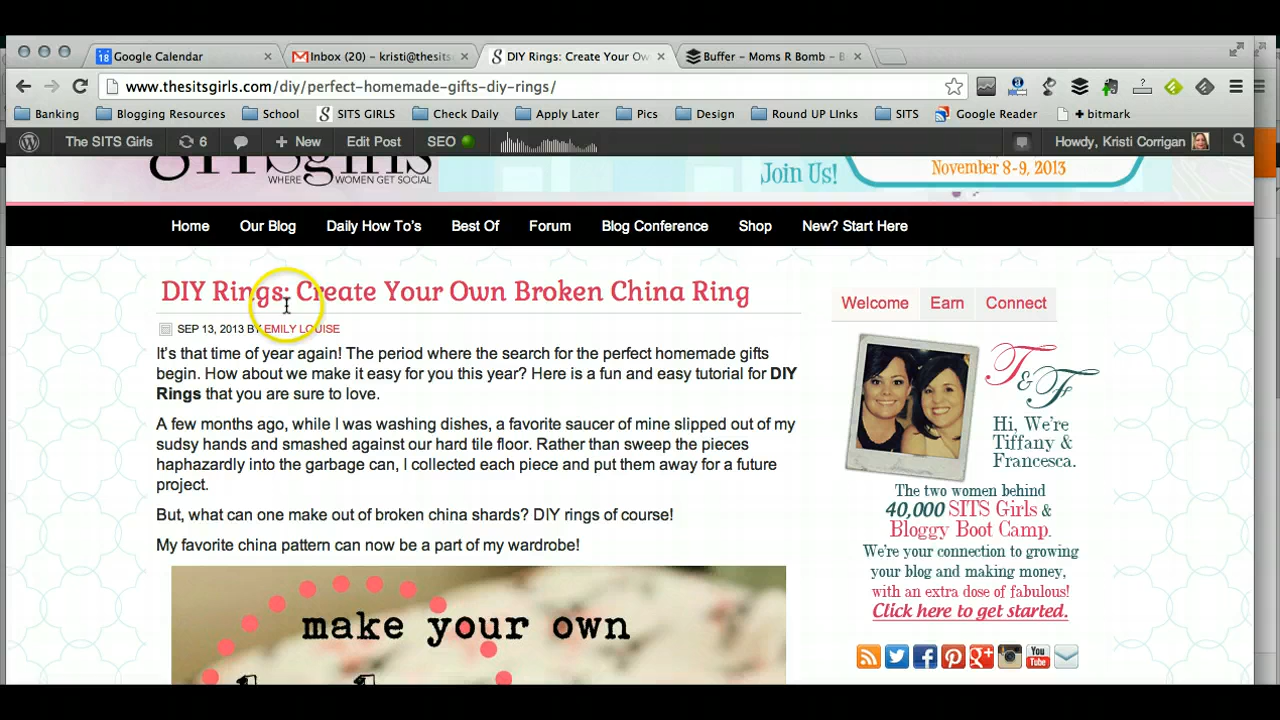 18 Google Calendar
Inbox (20) – kristi@thesits
DIY Rings: Create Your Ow
Buffer – Moms R Bomb – B
www.thesitsgirls.com/diy/perfect-homemade-gifts-diy-rings/
Banking
Blogging Resources
School
SITS GIRLS
Check Daily
Apply Later
Pics
Design
Round UP LInks
SITS
Google Reader
+ bitmark
The SITS Girls
6
+ New
Edit Post
SEO
Howdy, Kristi Corrigan
sitsgirls
WHERE WOMEN GET SOCIAL
Join Us!
November 8-9, 2013
Home
Our Blog
Daily How To's
Best Of
Forum
Blog Conference
Shop
New? Start Here
DIY Rings: Create Your Own Broken China Ring
SEP 13, 2013 BY EMILY LOUISE
It's that time of year again! The period where the search for the perfect homemade gifts
begin. How about we make it easy for you this year? Here is a fun and easy tutorial for DIY
Rings that you are sure to love.
A few months ago, while I was washing dishes, a favorite saucer of mine slipped out of my
sudsy hands and smashed against our hard tile floor. Rather than sweep the pieces
haphazardly into the garbage can, I collected each piece and put them away for a future
project.
But, what can one make out of broken china shards? DIY rings of course!
My favorite china pattern can now be a part of my wardrobe!
make your own
Welcome
Earn
Connect
T & F
Hi, We're
Tiffany &
Francesca.
The two women behind
40,000 SITS Girls &
Bloggy Boot Camp.
We're your connection to growing
your blog and making money,
with an extra dose of fabulous!
Click here to get started.
You
Tube